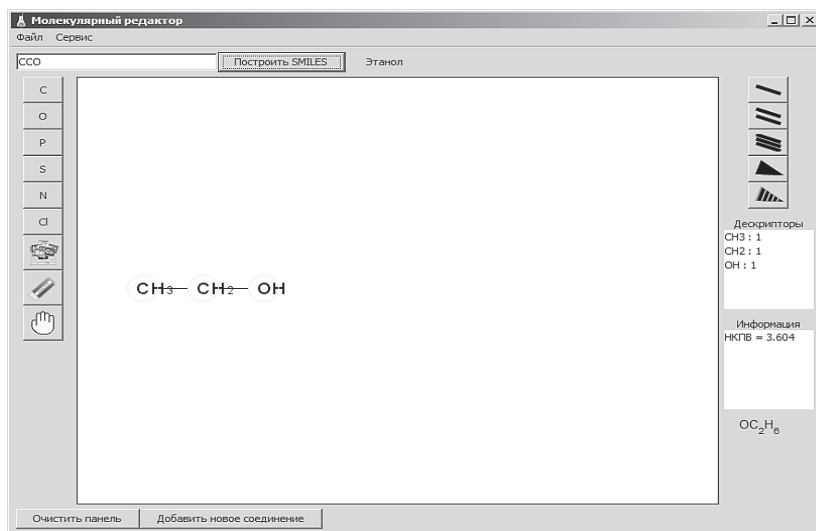 Молекулярный редактор
Файл Сервис
CCO Построить SMILES Этанол
C
O
P
S
N
Cl
CH3 CH2 OH
Дескрипторы
CH3 : 1
CH2 : 1
OH : 1
Информация
НКПВ = 3.604
OC2H6
Очистить панель Добавить новое соединение